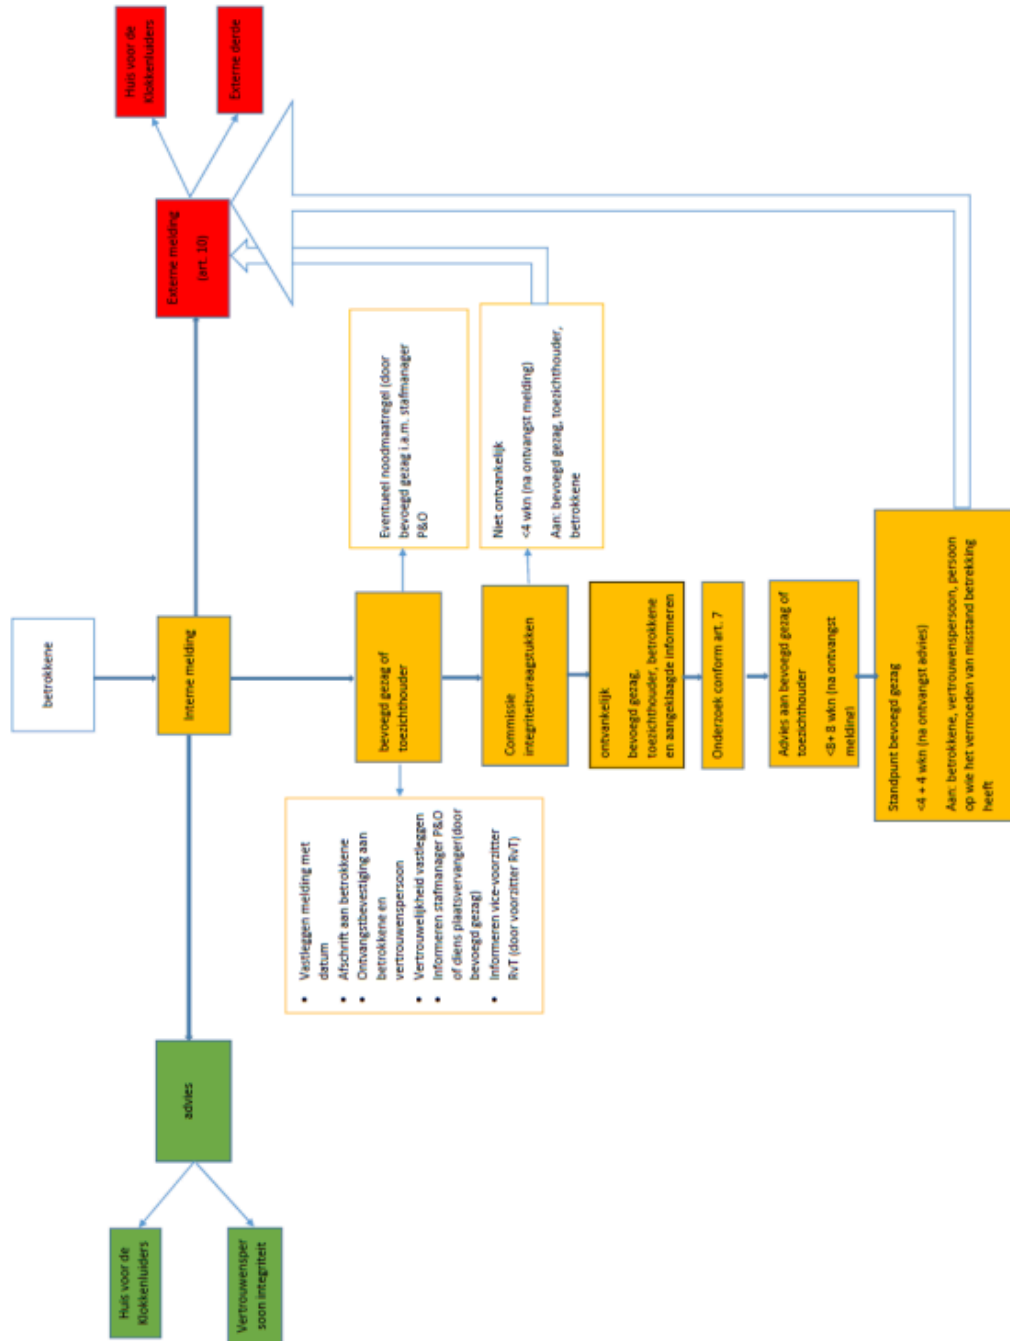 betrokkene
Huis voor de
Klokkenluiders
Vertrouwensper
soon integriteit
advies
Interne melding
Externe melding
(art. 10)
Huis voor de
Klokkenluiders
Externe derde
• Vastleggen melding met
datum
• Afschrift aan betrokkene
• Ontvangstbevestiging aan
betrokkene en
vertrouwenspersoon
• Vertrouwelijkheid vastleggen
• Informeren stafmanager P&O
of diens plaatsvervanger(door
bevoegd gezag)
• Informeren vice-voorzitter
RvT (door voorzitter RvT)
bevoegd gezag of
toezichthouder
Eventueel noodmaatregel (door
bevoegd gezag i.a.m. stafmanager
P&O
Commissie
integriteitsvraagstukken
Niet ontvankelijk
<4 wkn (na ontvangst melding)
Aan: bevoegd gezag, toezichthouder,
betrokkene
ontvankelijk
bevoegd gezag,
toezichthouder, betrokkene
en aangeklaagde informeren
Onderzoek conform art. 7
Advies aan bevoegd gezag of
toezichthouder
<8+ 8 wkn (na ontvangst
melding)
Standpunt bevoegd gezag
<4 + 4 wkn (na ontvangst advies)
Aan: betrokkene, vertrouwenspersoon, persoon
op wie het vermoeden van misstand betrekking
heeft